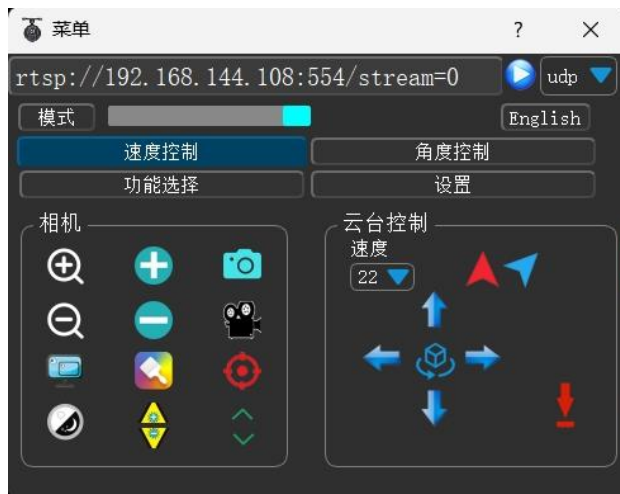 菜单
rtsp://192.168.144.108:554/stream=0 udp
模式 English
速度控制 角度控制
功能选择 设置
相机 云台控制
速度
22